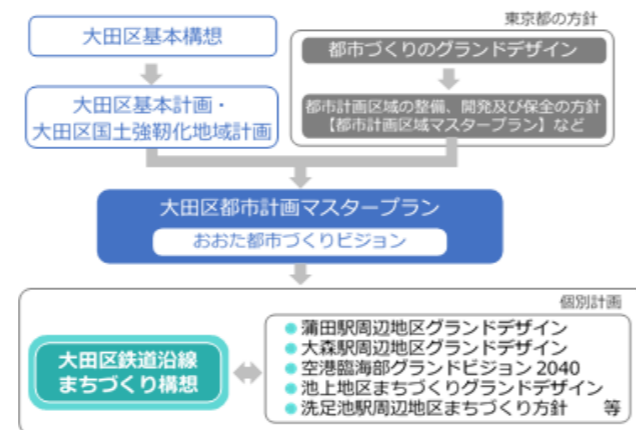 東京都の方針
大田区基本構想
都市づくりのグランドデザイン
大田区基本計画・
大田区国土強靭化地域計画
都市計画区域の整備、開発及び保全の方針
【都市計画区域マスタープラン】など
大田区都市計画マスタープラン
おおた都市づくりビジョン
個別計画
大田区鉄道沿線
まちづくり構想
●蒲田駅周辺地区グランドデザイン
●大森駅周辺地区グランドデザイン
●空港臨海部グランドビジョン2040
●池上地区まちづくりグランドデザイン
●洗足池駅周辺地区まちづくり方針 等